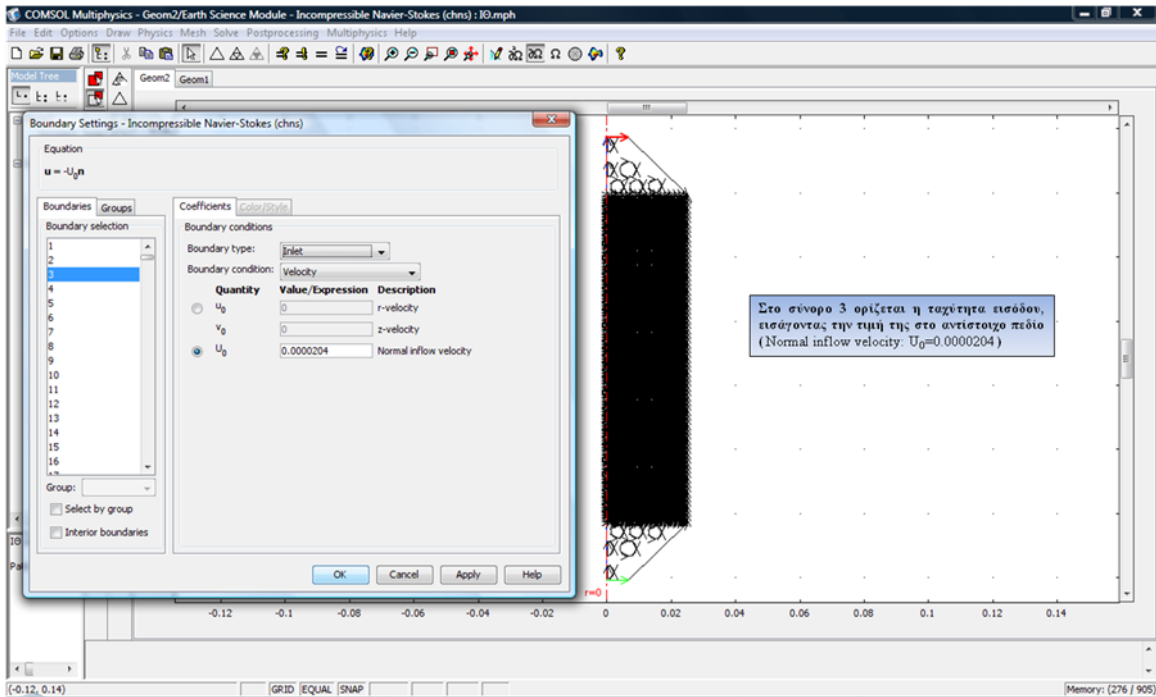 COMSOL Multiphysics - Geom2/Earth Science Module - Incompressible Navier-Stokes (chns) : ΙΘ.mph
File Edit Options Draw Physics Mesh Solve Postprocessing Multiphysics Help
Model Tree
Geom2 Geom1
Boundary Settings - Incompressible Navier-Stokes (chns)
Equation
u = -U0n
Boundaries Groups
Coefficients Color/Style
Boundary selection
Boundary conditions
1
2
3
4
5
6
7
8
9
10
11
12
13
14
15
16
Boundary type: Inlet
Boundary condition: Velocity
Quantity Value/Expression Description
u0 0 r-velocity
v0 0 z-velocity
U0 0.0000204 Normal inflow velocity
Group:
Select by group
Interior boundaries
OK Cancel Apply Help
Στο σύνορο 3 ορίζεται η ταχύτητα εισόδου,
εισάγοντας την τιμή της στο αντίστοιχο πεδίο
(Normal inflow velocity: U0=0.0000204)
r=0
-0.12 -0.1 -0.08 -0.06 -0.04 -0.02 0 0.02 0.04 0.06 0.08 0.1 0.12 0.14
(-0.12, 0.14)
GRID EQUAL SNAP
Memory: (276 / 905)